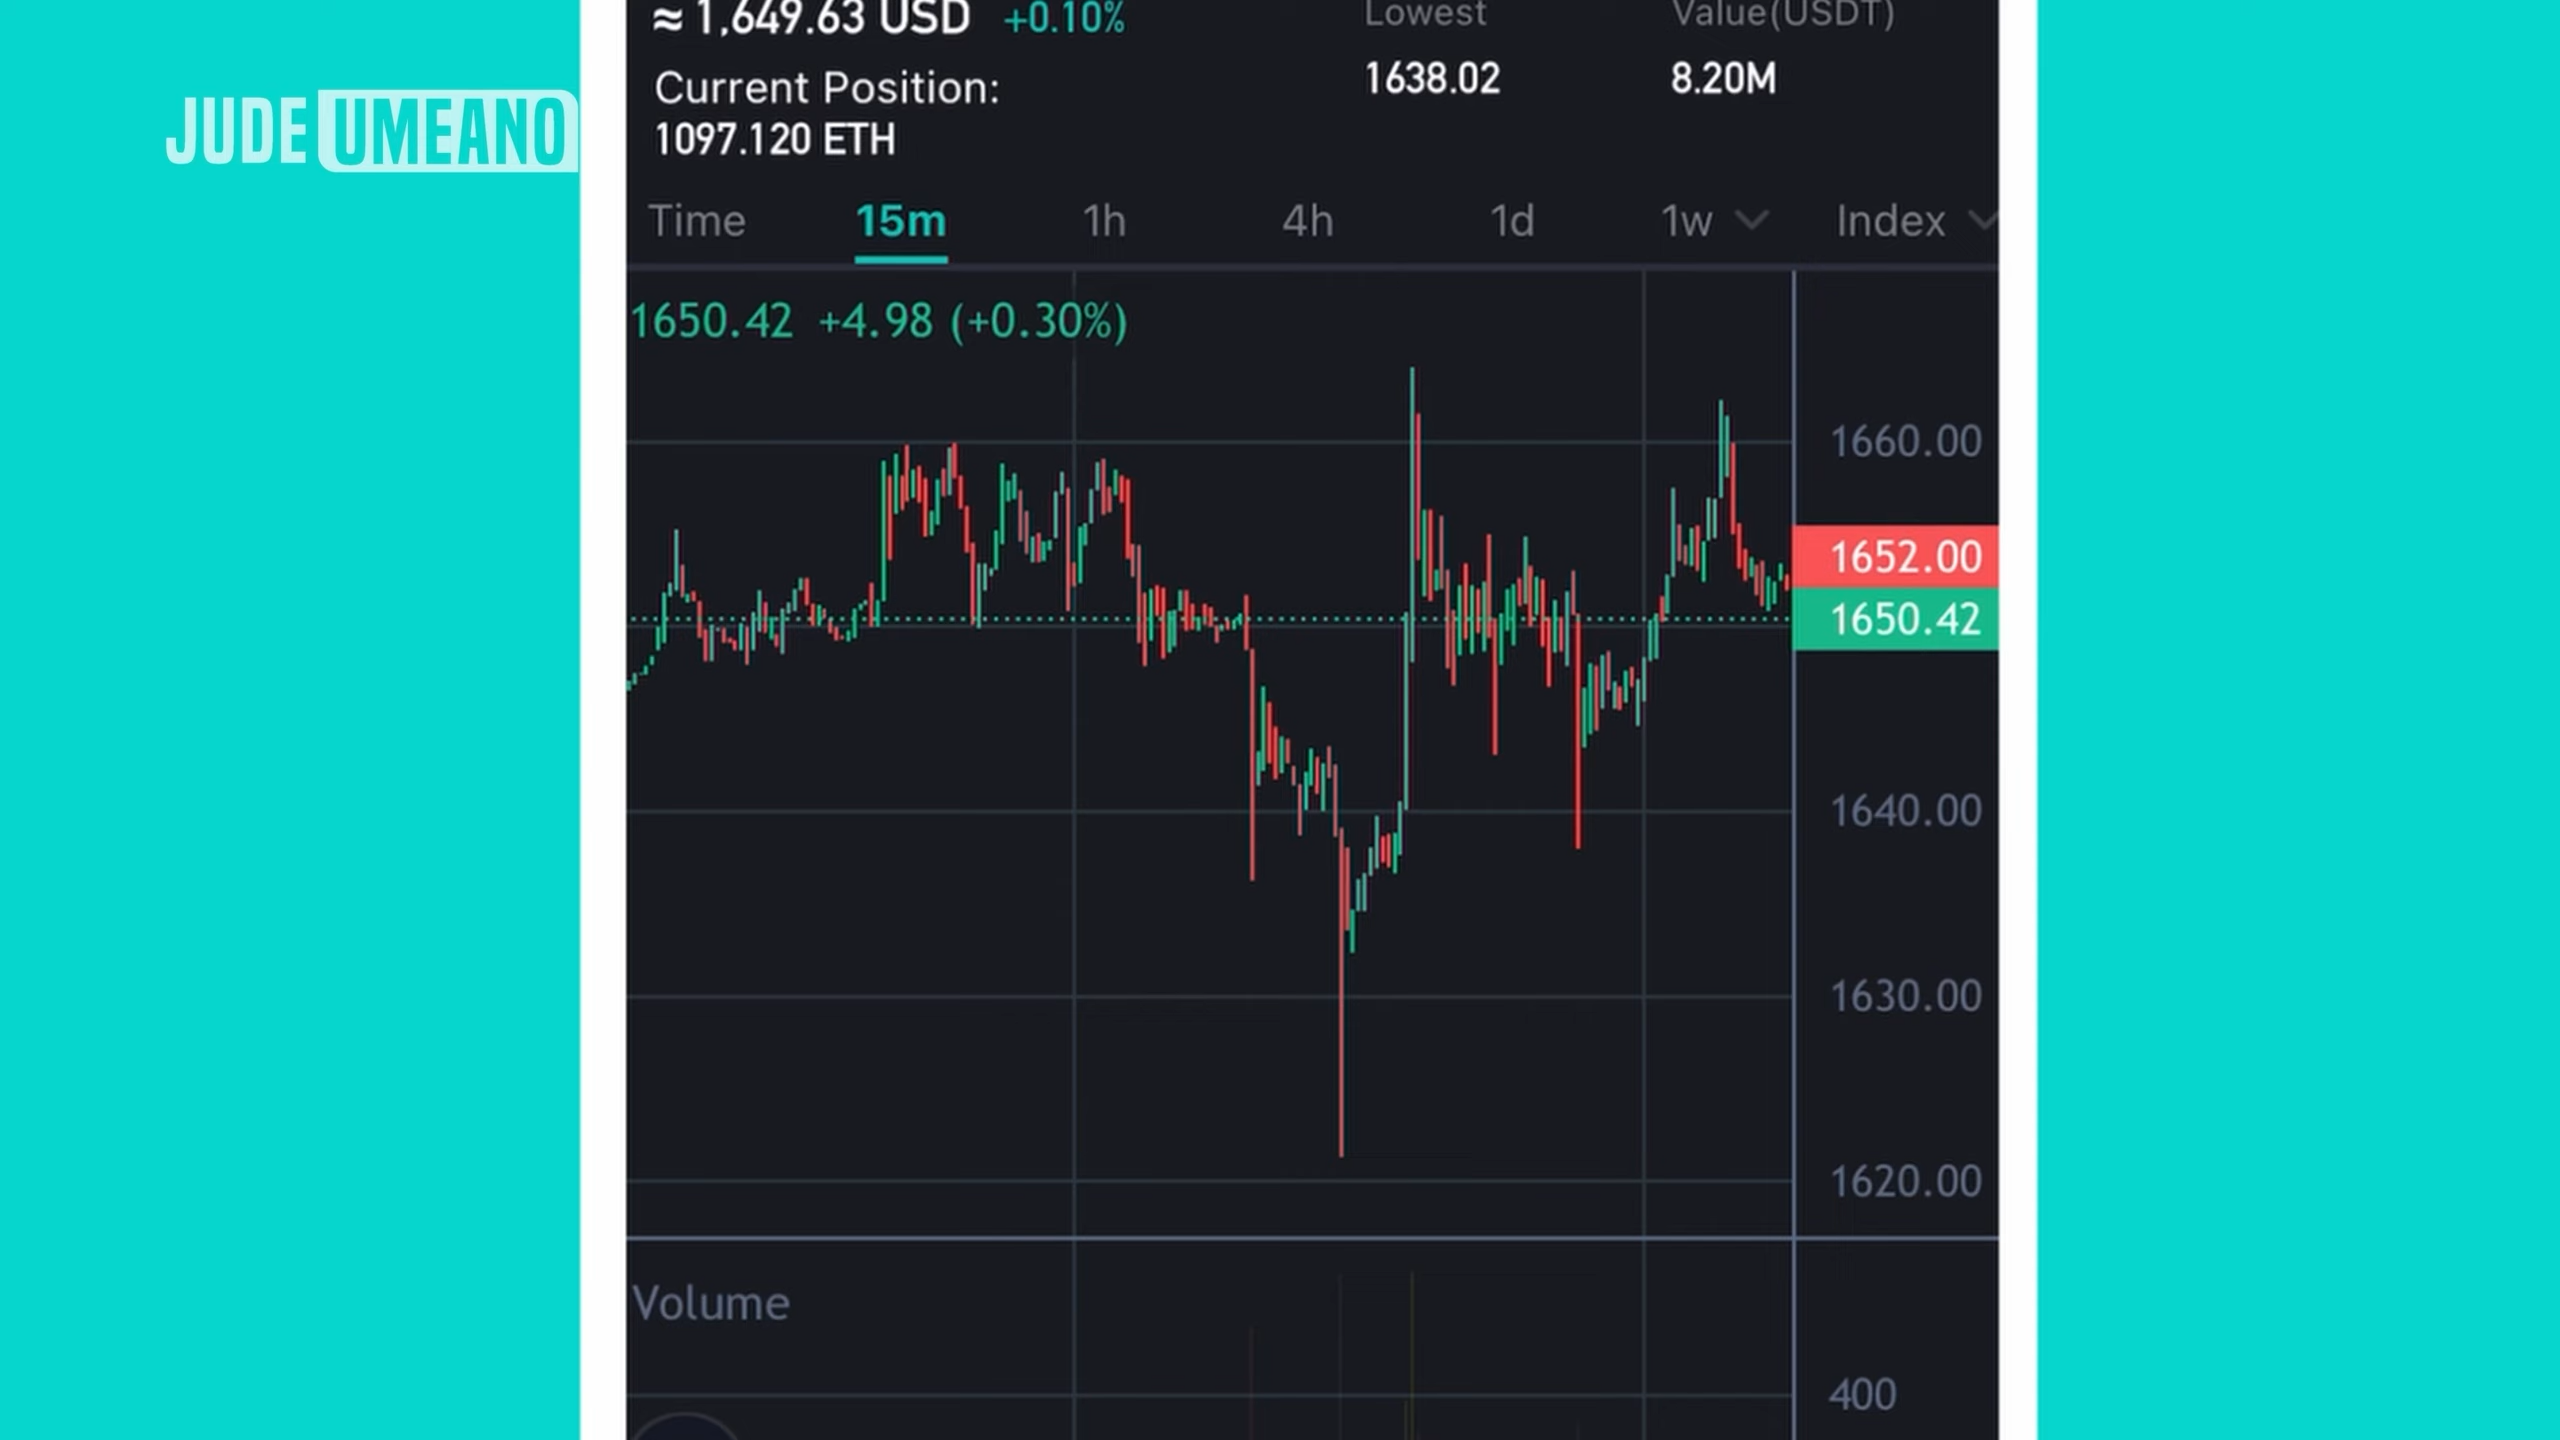 JUDE UMEANO
≈ 1,649.63 USD +0.10%
Lowest
Value(USDT)
1638.02
8.20M
Current Position:
1097.120 ETH
Time 15m 1h 4h 1d 1w Index
1650.42 +4.98 (+0.30%)
1660.00
1652.00
1650.42
1640.00
1630.00
1620.00
Volume
400